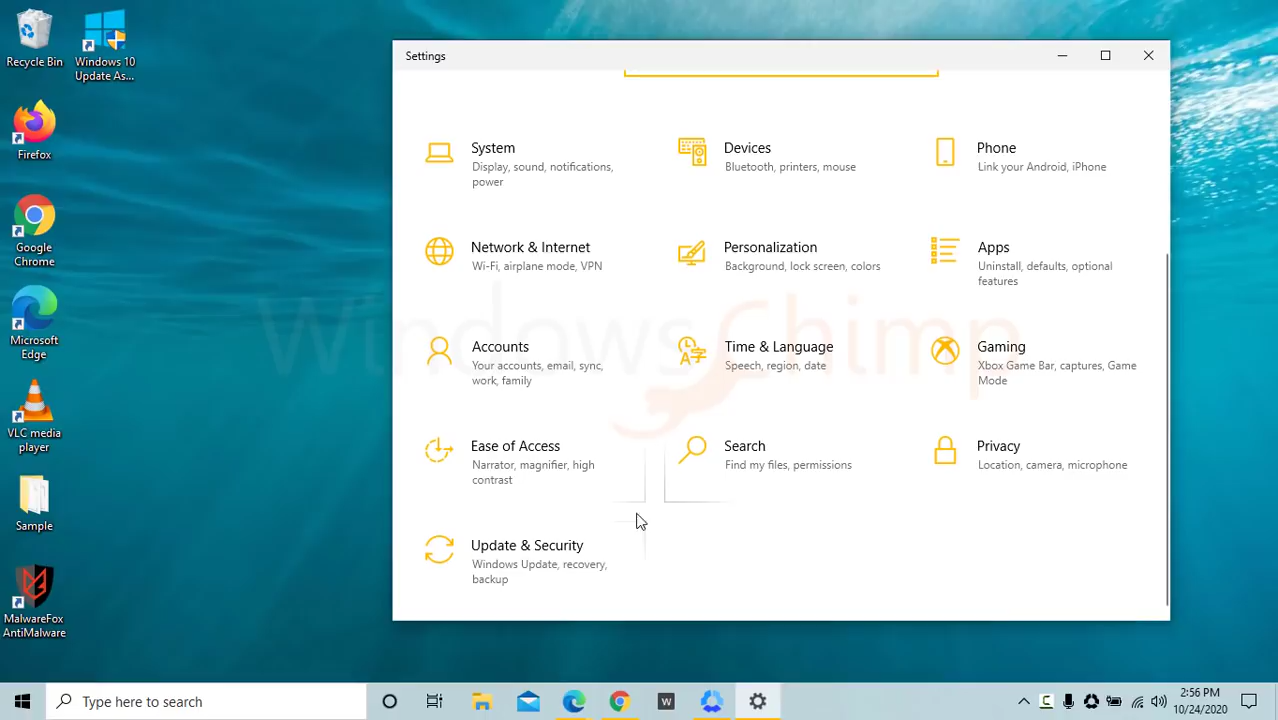 Recycle Bin
Windows 10
Update As...
Firefox
Google
Chrome
Microsoft
Edge
VLC media
player
Sample
MalwareFox
AntiMalware
Settings
System
Display, sound, notifications,
power
Devices
Bluetooth, printers, mouse
Phone
Link your Android, iPhone
Network & Internet
Wi-Fi, airplane mode, VPN
Personalization
Background, lock screen, colors
Apps
Uninstall, defaults, optional
features
Windows Chimp
Accounts
Your accounts, email, sync,
work, family
Time & Language
Speech, region, date
Gaming
Xbox Game Bar, captures, Game
Mode
Ease of Access
Narrator, magnifier, high
contrast
Search
Find my files, permissions
Privacy
Location, camera, microphone
Update & Security
Windows Update, recovery,
backup
Type here to search
W
C
2:56 PM
10/24/2020